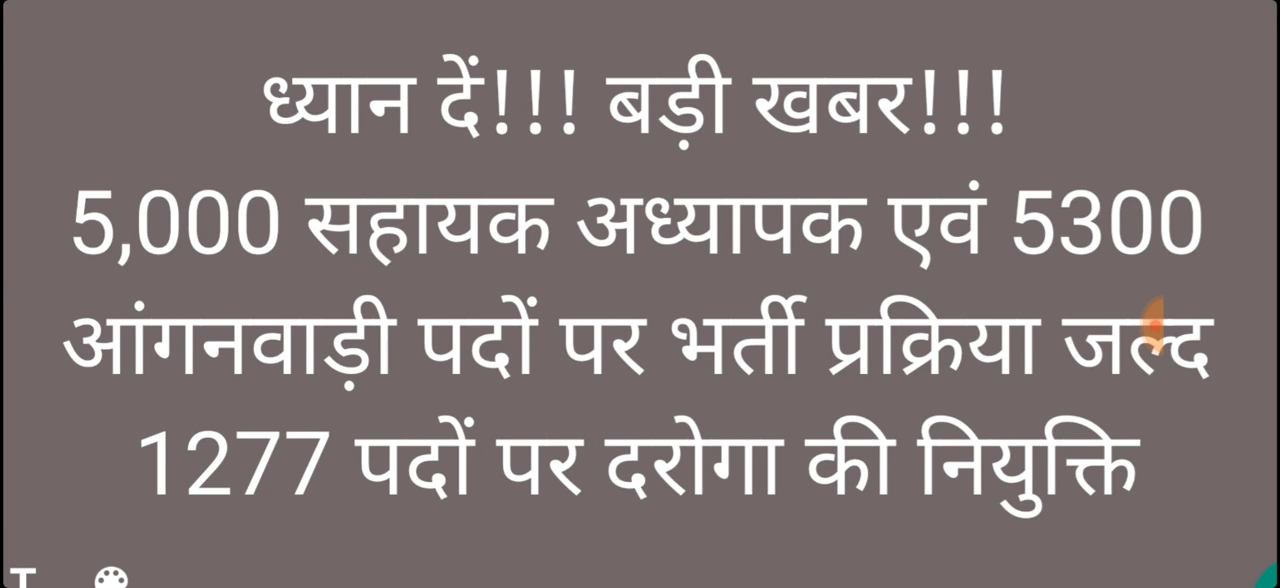 ध्यान दें!!! बड़ी खबर!!!
5,000 सहायक अध्यापक एवं 5300
आंगनवाड़ी पदों पर भर्ती प्रक्रिया जल्द
1277 पदों पर दरोगा की नियुक्ति
T